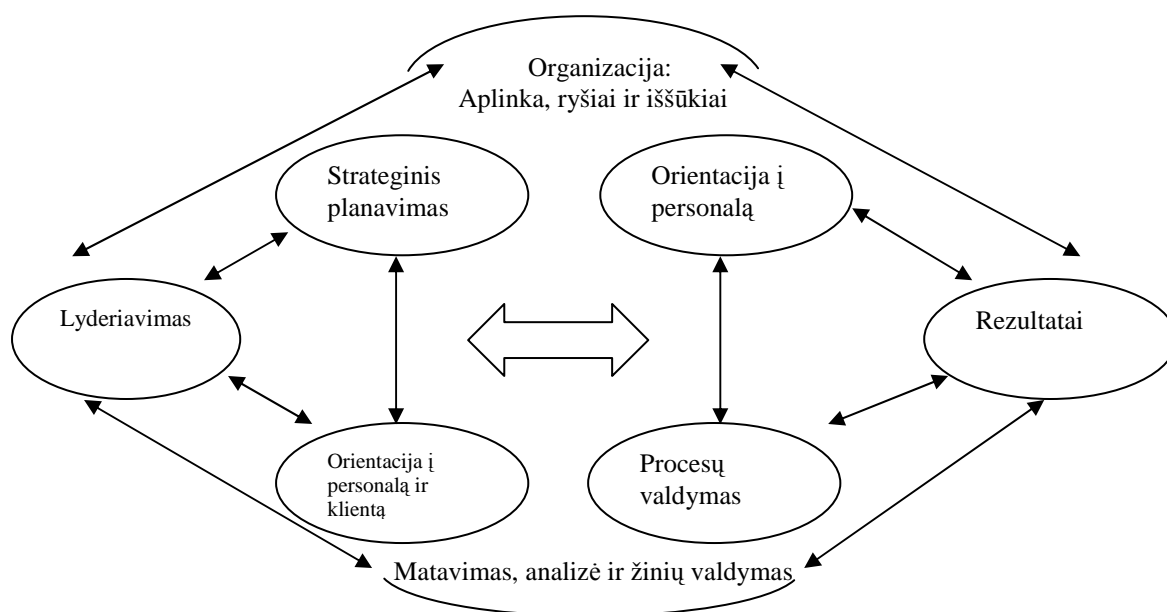 Organizacija:
Aplinka, ryšiai ir iššūkiai
Strateginis
planavimas
Orientacija į
personalą
Lyderiavimas
Rezultatai
Orientacija į
personalą ir
klientą
Procesų
valdymas
Matavimas, analizė ir žinių valdymas